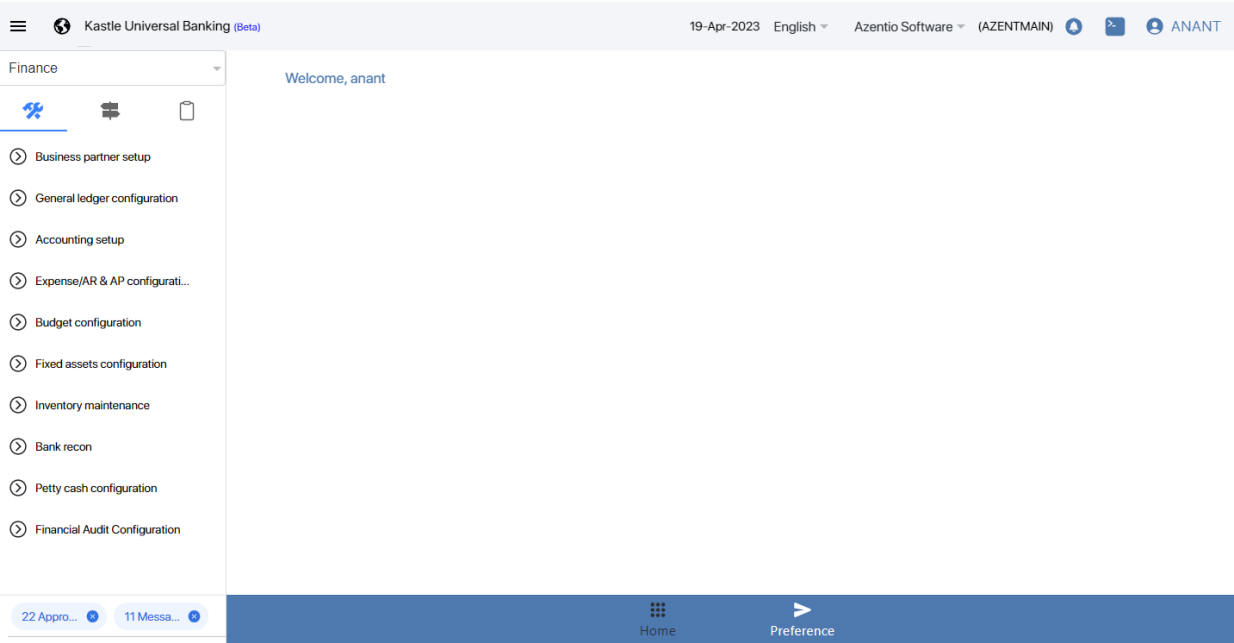 Kastle Universal Banking (Beta) 19-Apr-2023 English Azentio Software (AZENTMAIN) ANANT
Finance
Welcome, anant
Business partner setup
General ledger configuration
Accounting setup
Expense/AR & AP configurati...
Budget configuration
Fixed assets configuration
Inventory maintenance
Bank recon
Petty cash configuration
Financial Audit Configuration
22 Appro... 11 Messa...
Home Preference